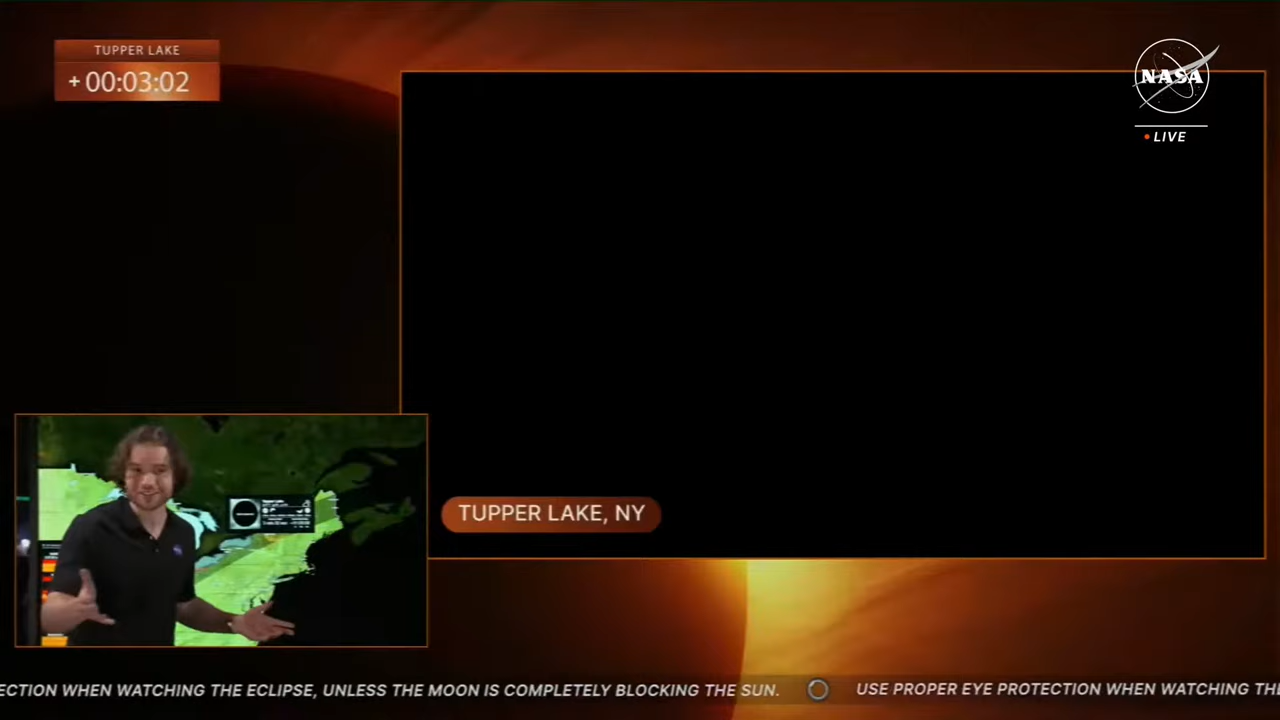 TUPPER LAKE
+ 00:03:02
NASA
LIVE
TUPPER LAKE, NY
ECTION WHEN WATCHING THE ECLIPSE, UNLESS THE MOON IS COMPLETELY BLOCKING THE SUN. USE PROPER EYE PROTECTION WHEN WATCHING THE